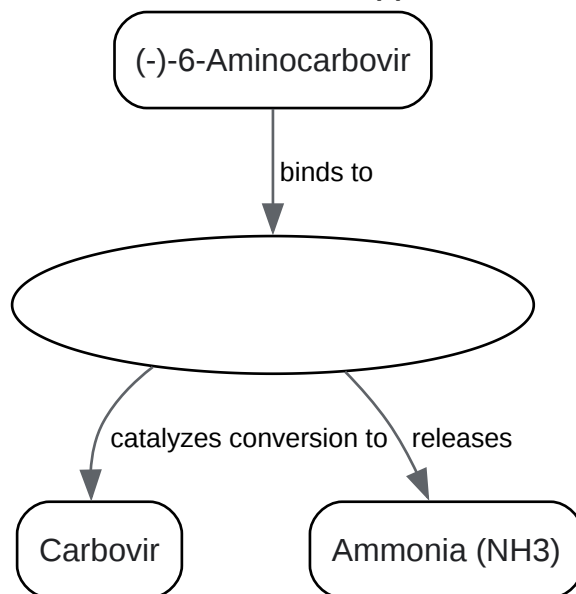 (-)-6-Aminocarbovir
binds to
catalyzes conversion to
releases
Carbovir
Ammonia (NH3)